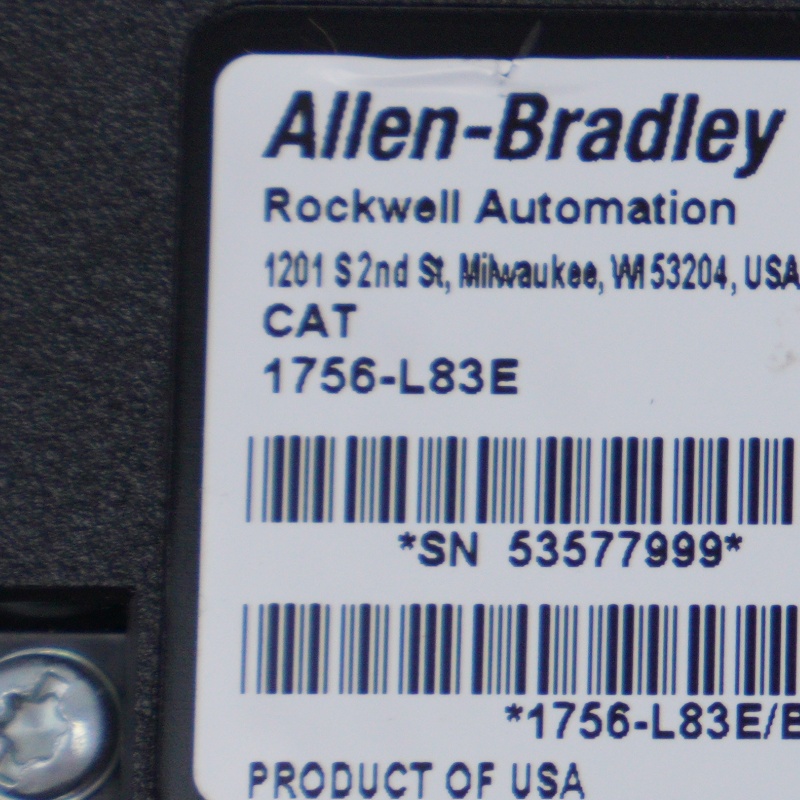 Allen-Bradley
Rockwell Automation
1201 S 2nd St, Milwaukee, WI 53204, USA
CAT
1756-L83E
*SN 53577999*
*1756-L83E/B
PRODUCT OF USA